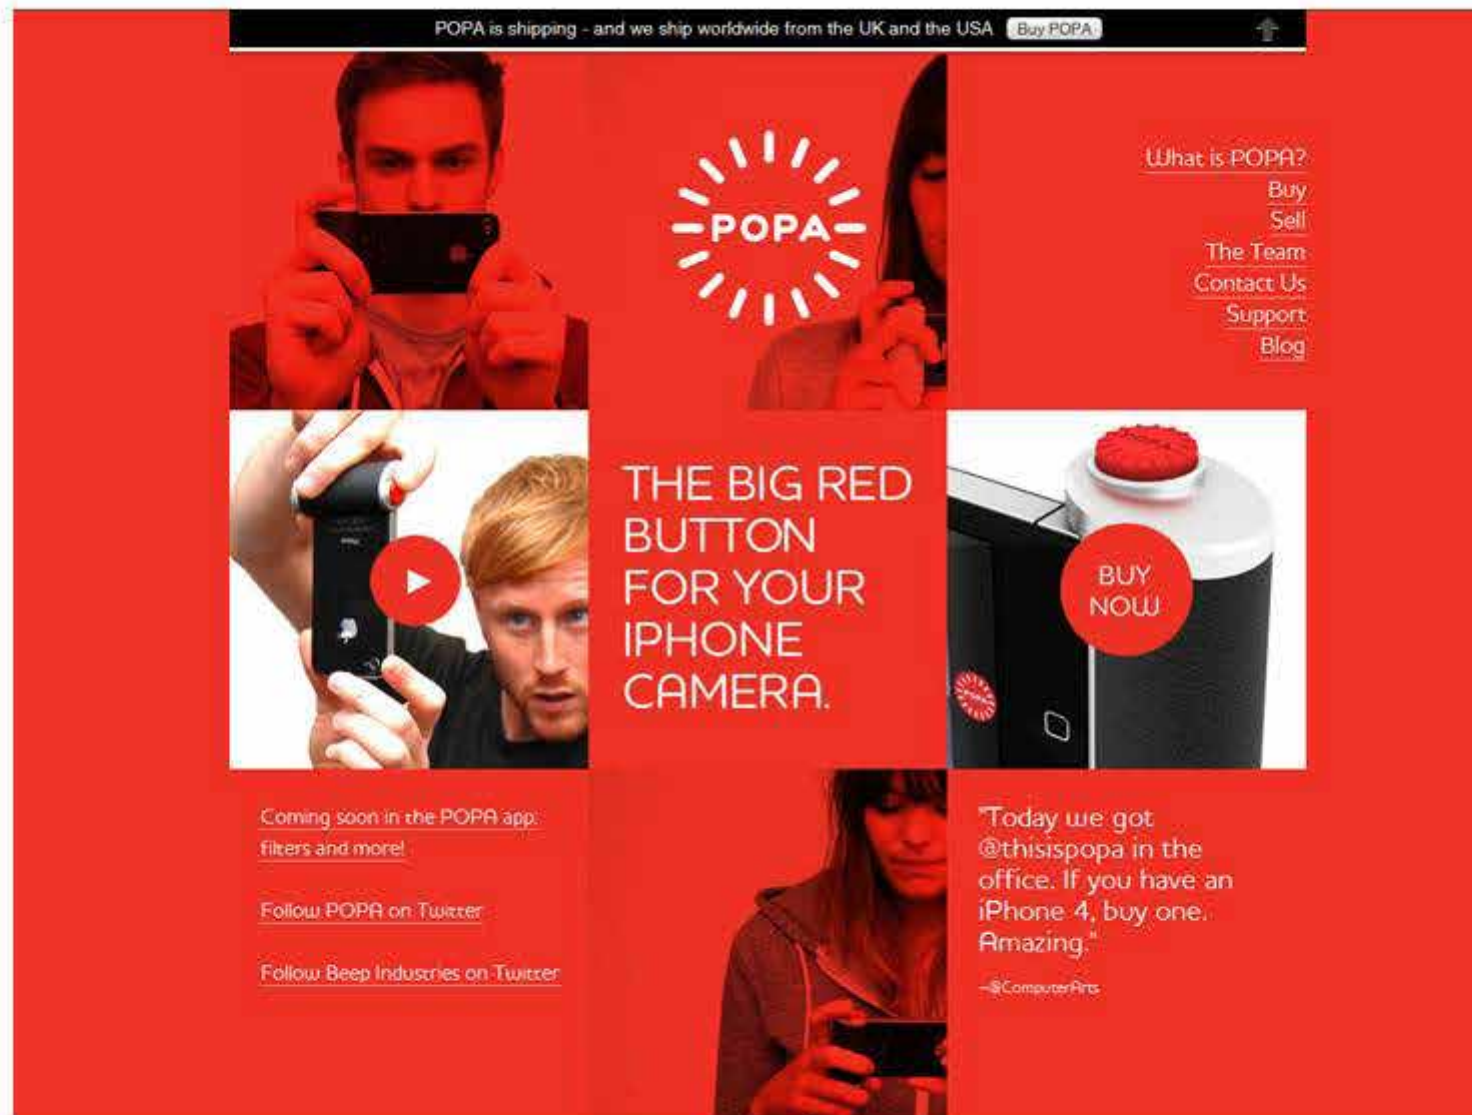 POPA is shipping - and we ship worldwide from the UK and the USA Buy POPA
POPA
What is POPA?
Buy
Sell
The Team
Contact Us
Support
Blog
THE BIG RED
BUTTON
FOR YOUR
IPHONE
CAMERA.
BUY
NOW
Coming soon in the POPA app:
filters and more!
Follow POPA on Twitter
Follow Beep Industries on Twitter
"Today we got
@thisispopa in the
office. If you have an
iPhone 4, buy one.
Amazing."
–@ComputerArts